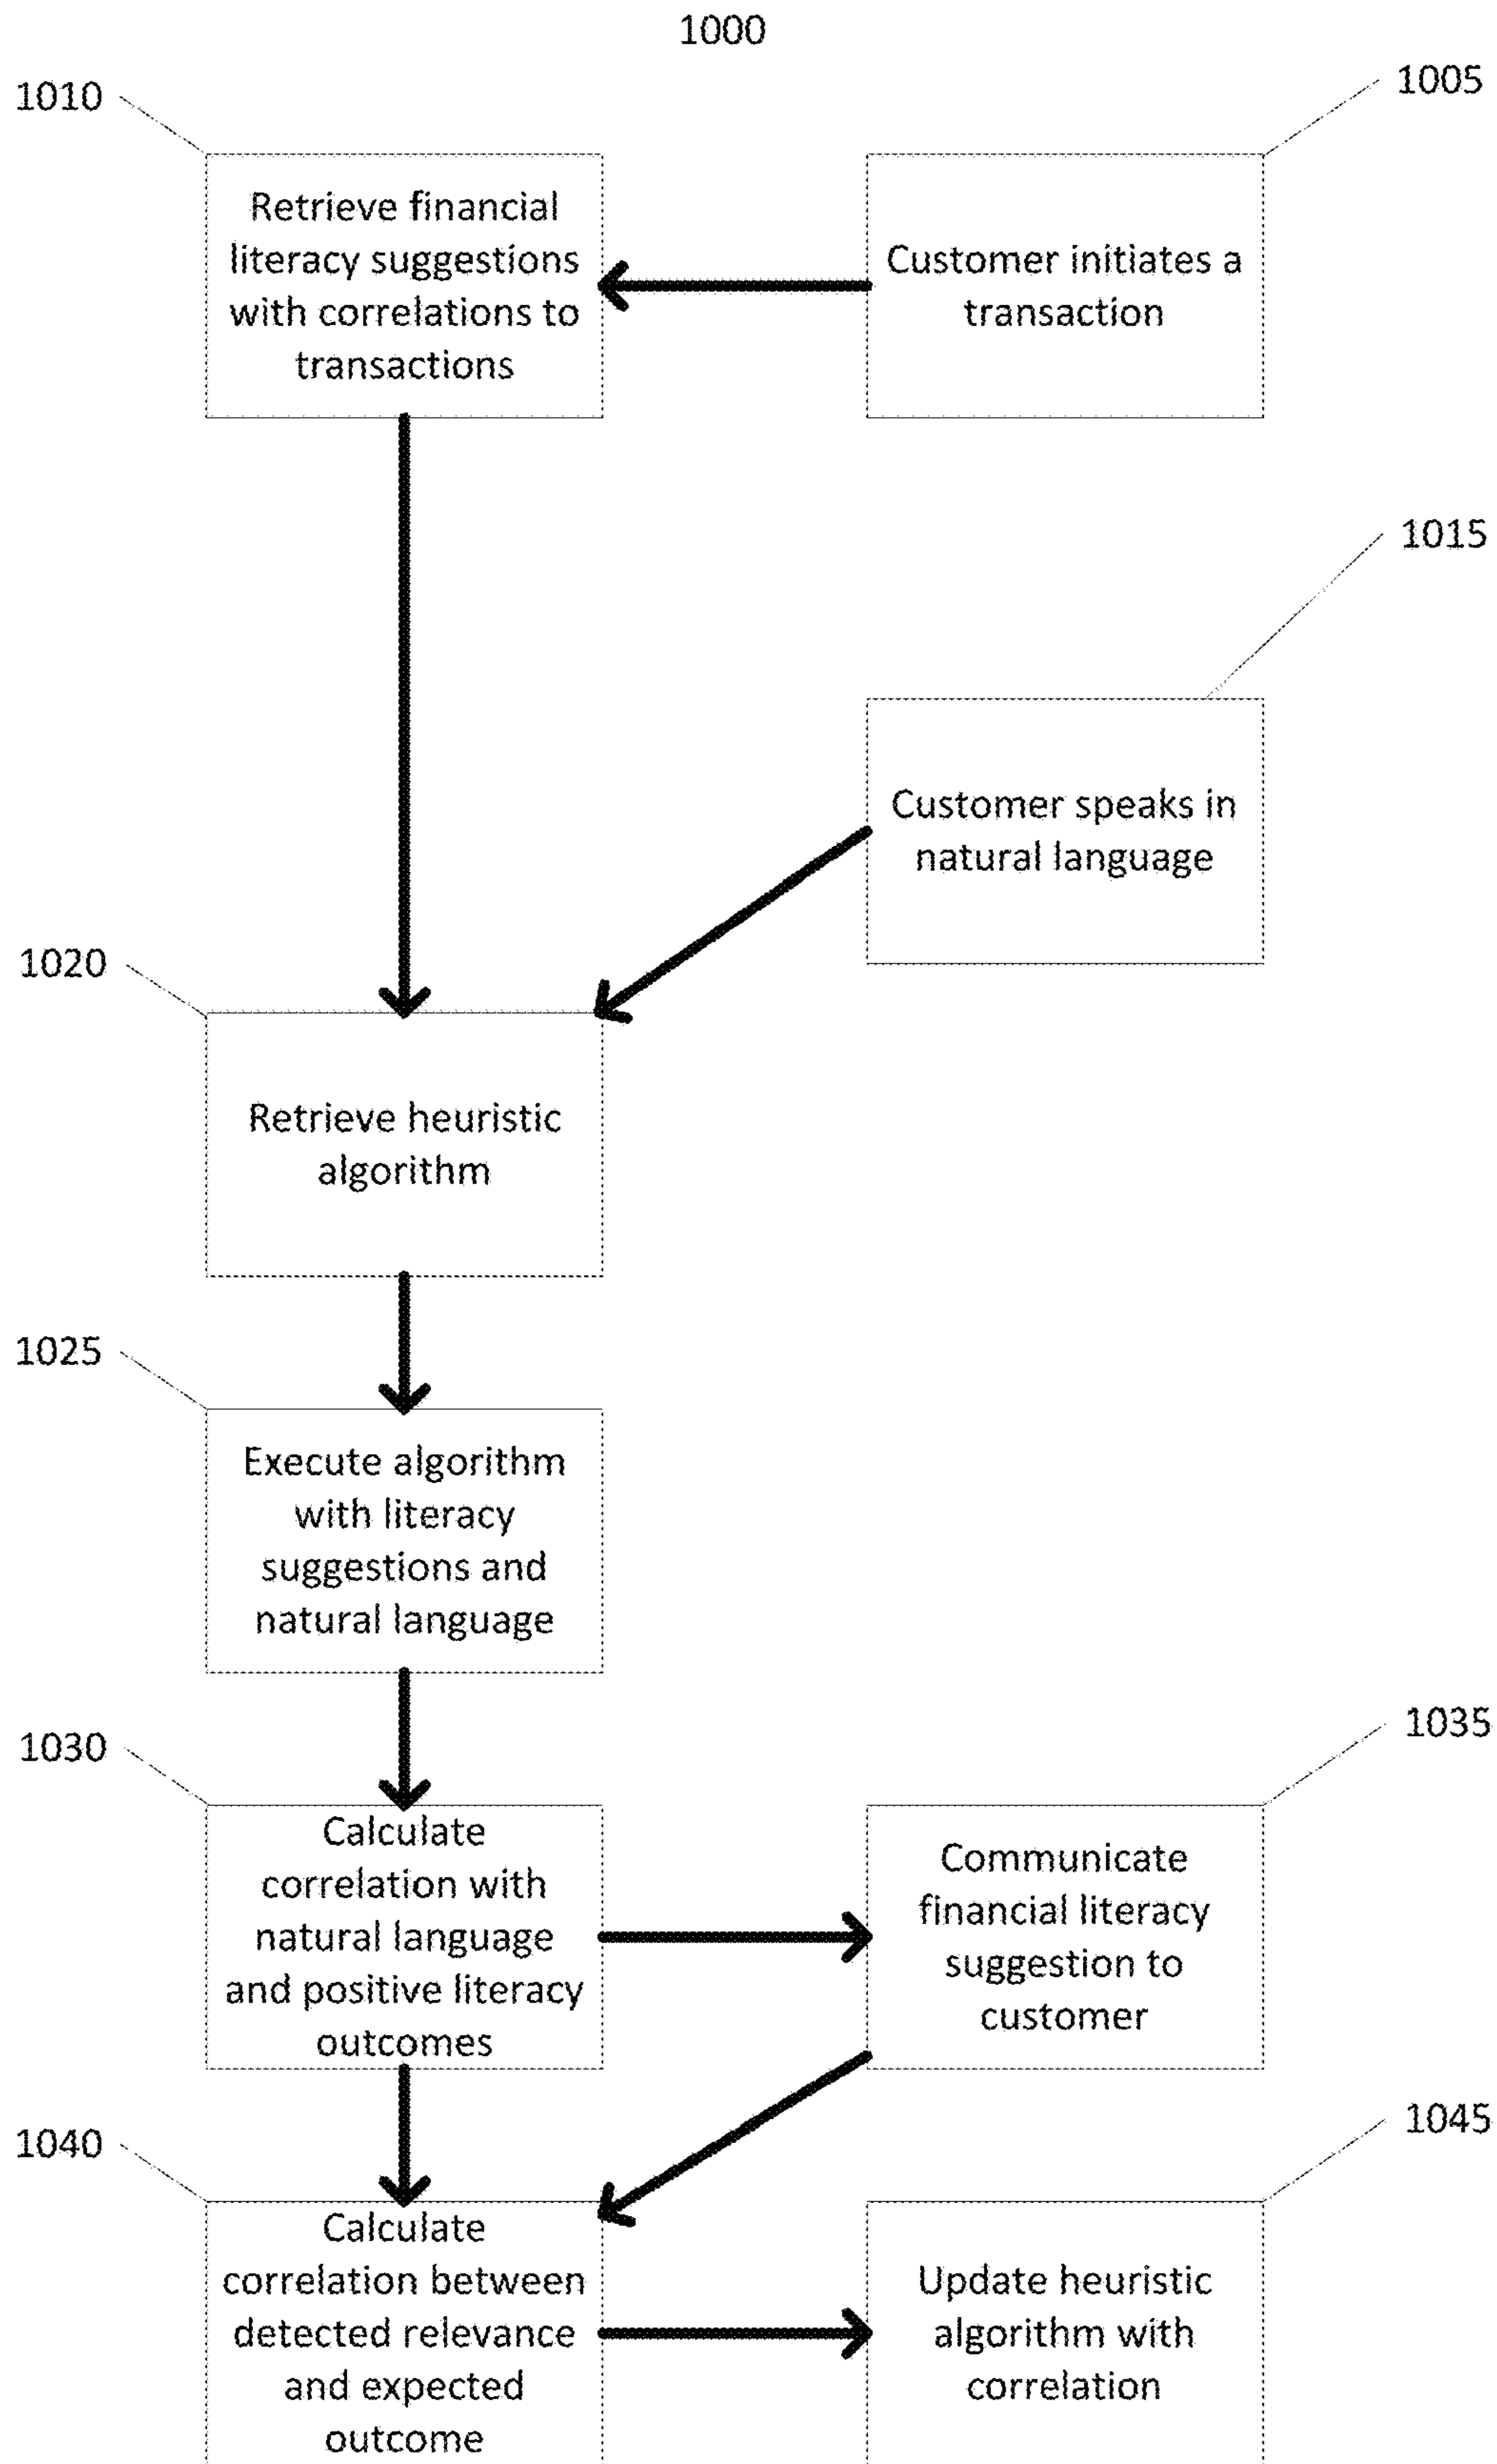 1000
1010
1005
Retrieve financial
literacy suggestions
with correlations to
transactions
Customer initiates a
transaction
1015
Customer speaks in
natural language
1020
Retrieve heuristic
algorithm
1025
Execute algorithm
with literacy
suggestions and
natural language
1030
1035
Calculate
correlation with
natural language
and positive literacy
outcomes
Communicate
financial literacy
suggestion to
customer
1040
1045
Calculate
correlation between
detected relevance
and expected
outcome
Update heuristic
algorithm with
correlation